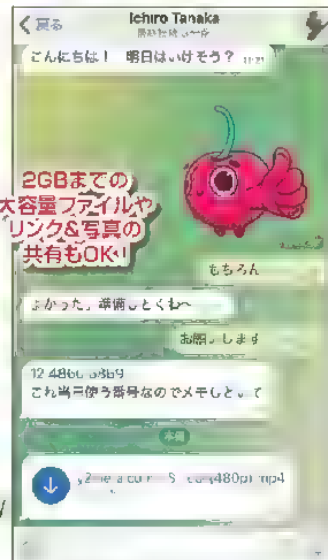 戻る
Ichiro Tanaka
こんにちは! 明日はいけそう?
2GBまでの
大容量ファイルや
リンク&写真の
共有もOK!
もちろん
よかった」準備しとくね~
お願いします
これ当日使う番号なのでメモしといて
(480p) mp4